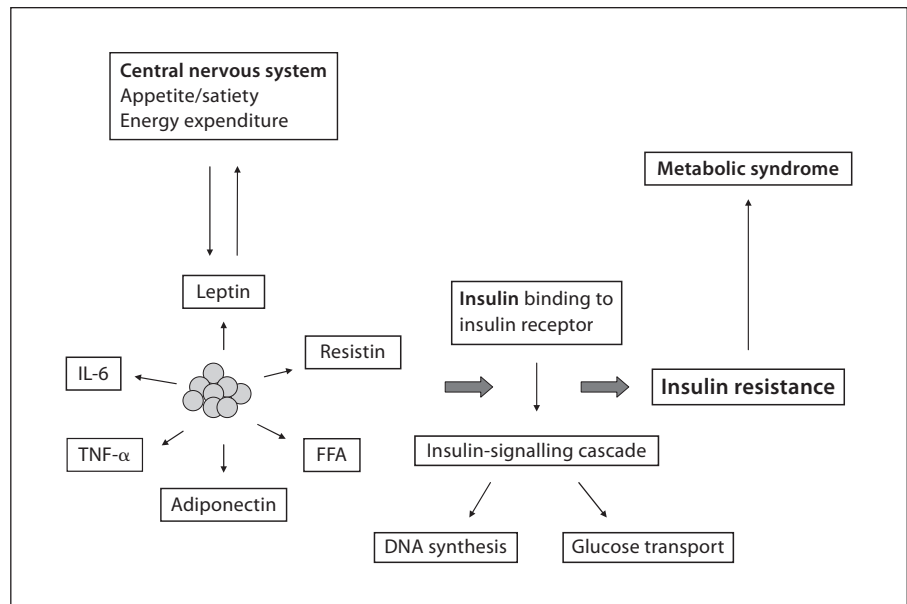 Central nervous system
Appetite/satiety
Energy expenditure
Metabolic syndrome
Leptin
Insulin binding to
insulin receptor
Resistin
IL-6
Insulin resistance
TNF-α
FFA
Insulin-signalling cascade
Adiponectin
DNA synthesis
Glucose transport